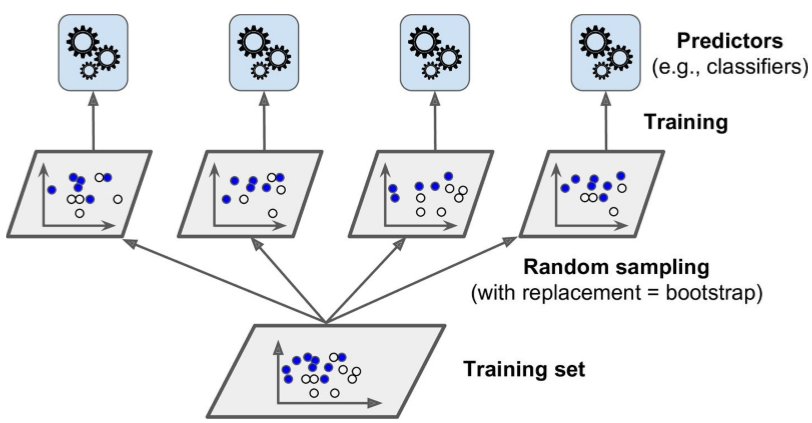 Predictors
(e.g., classifiers)
Training
Random sampling
(with replacement = bootstrap)
Training set